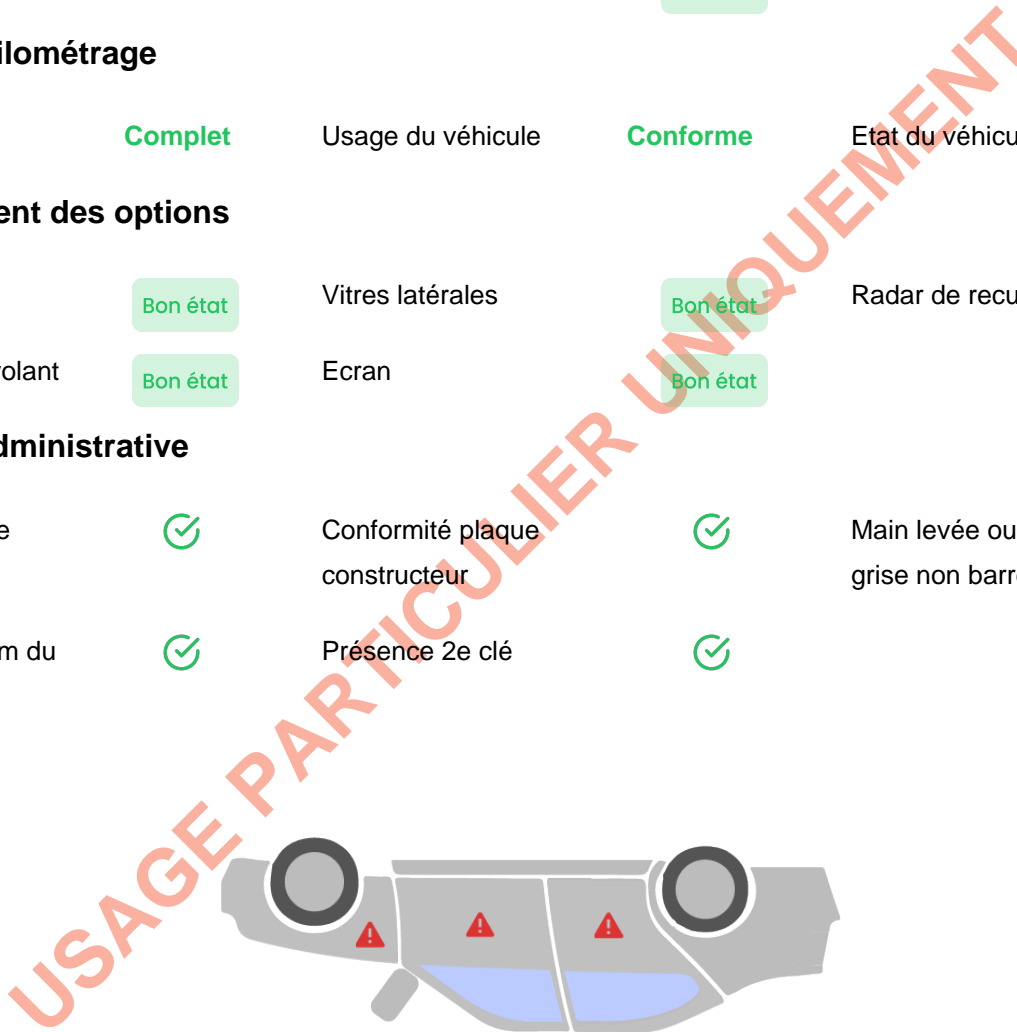 ilométrage
Complet Usage du véhicule Conforme Etat du véhicu
ent des options
Bon état Vitres latérales Bon état Radar de recu
olant Bon état Ecran Bon état
dministrative
e Conformité plaque Main levée ou
constructeur grise non barr
m du Présence 2e clé
USAGE PARTICULIER UNIQUEMENT